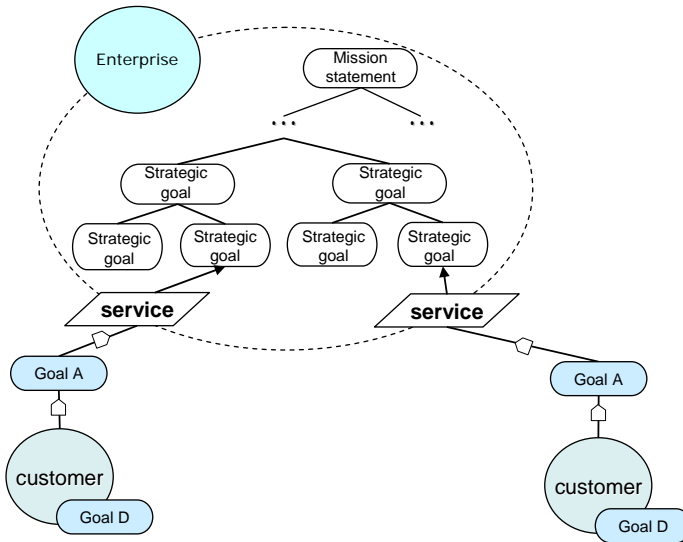 Enterprise
Mission
statement
...
...
Strategic
goal
Strategic
goal
Strategic
goal
Strategic
goal
Strategic
goal
Strategic
goal
service
service
Goal A
Goal A
customer
customer
Goal D
Goal D